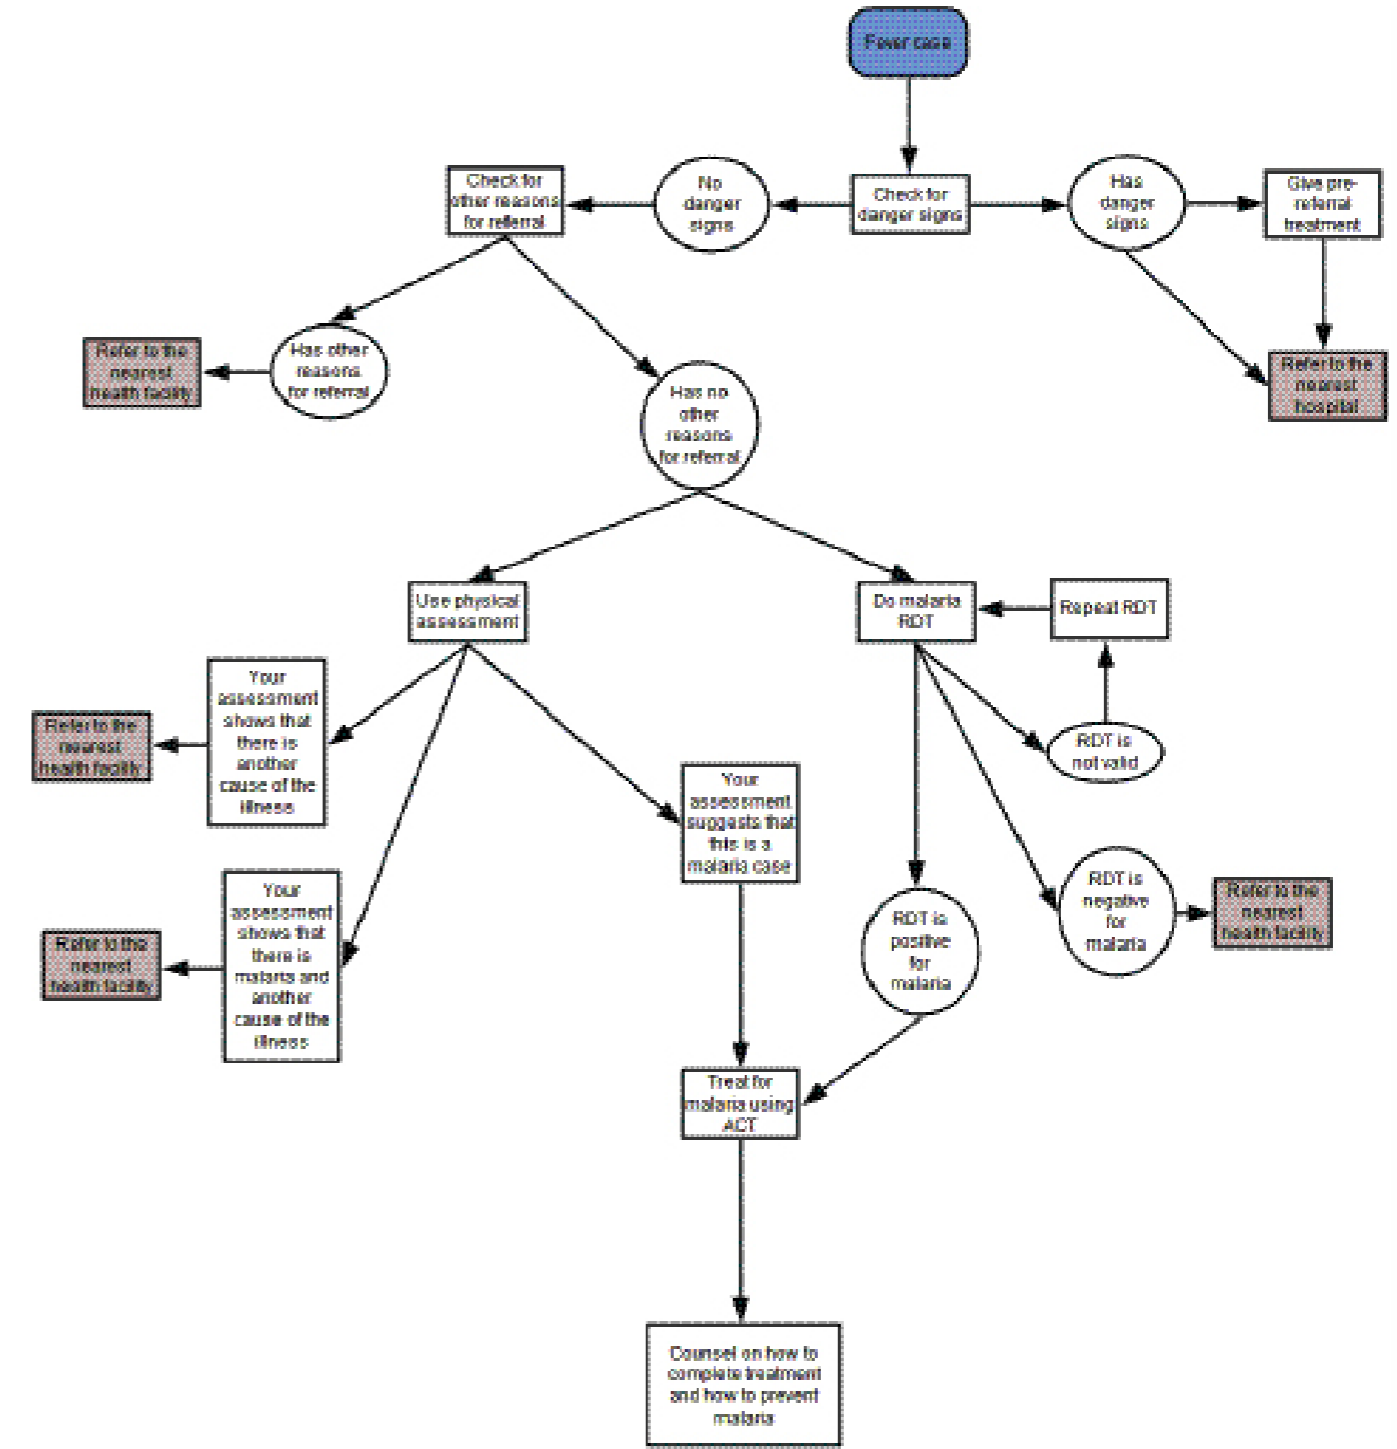 Fever case
Check for
other reasons
for referral
No
danger
signs
Check for
danger signs
Has
danger
signs
Give pre-
referral
treatment
Refer to the
nearest
health facility
Has other
reasons
for referral
Has no
other
reasons
for referral
Refer to the
nearest
hospital
Use physical
assessment
Do malaria
RDT
Repeat RDT
Refer to the
nearest
health facility
Your
assessment
shows that
there is
another
cause of the
illness
Your
assessment
suggests that
this is a
malaria case
RDT is
not valid
Refer to the
nearest
health facility
Your
assessment
shows that
there is
malaria and
another
cause of the
illness
RDT is
positive
for
malaria
RDT is
negative
for
malaria
Refer to the
nearest
health facility
Treat for
malaria using
ACT
Counsel on how to
complete treatment
and how to prevent
malaria